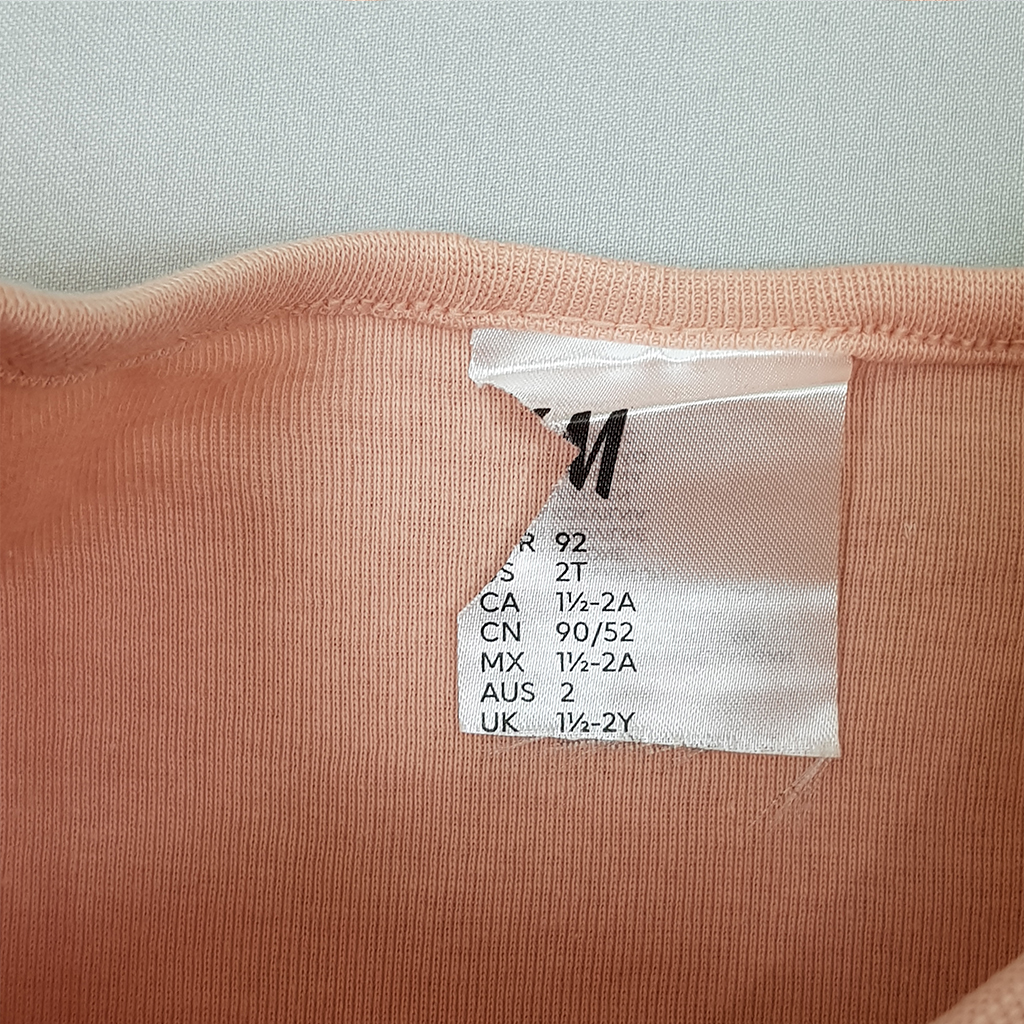 M
R 92
S 2T
CA 1½-2A
CN 90/52
MX 1½-2A
AUS 2
UK 1½-2Y